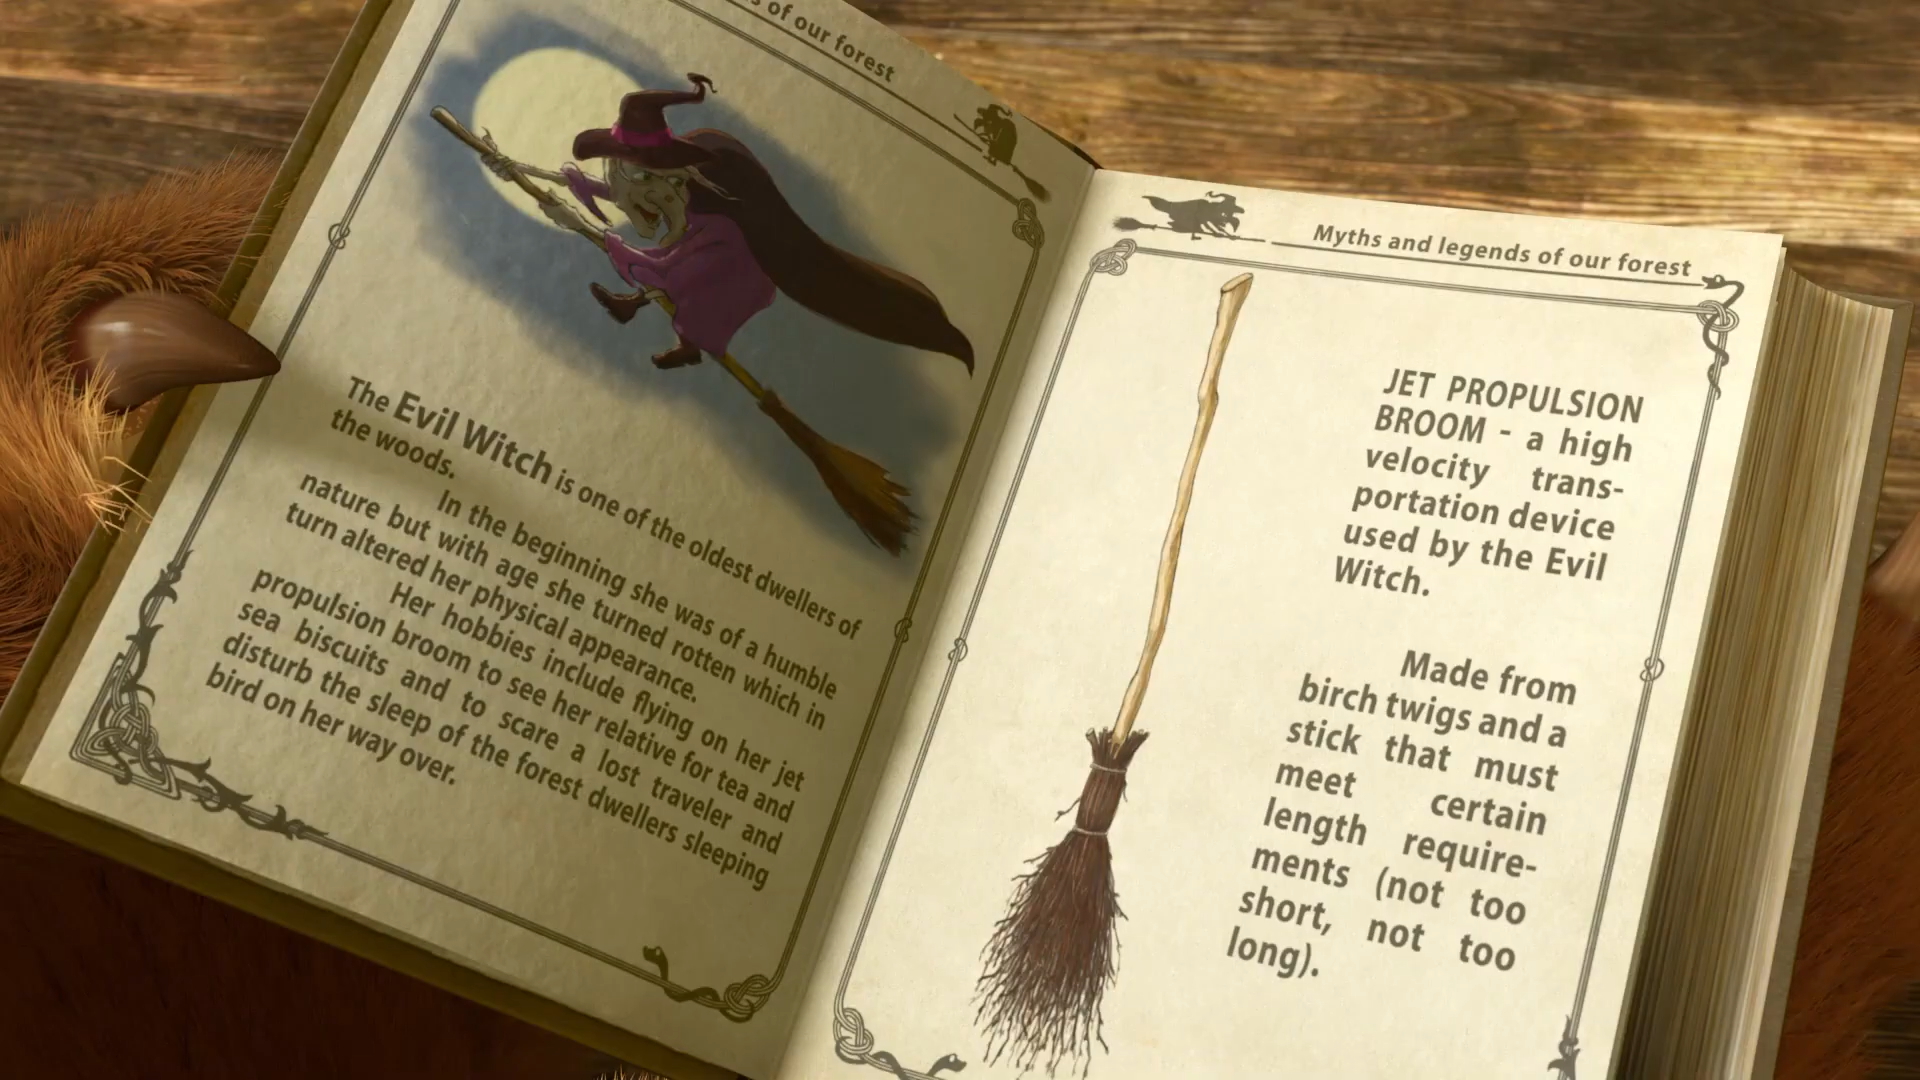 s of our forest
The Evil Witch is one of the oldest dwellers of
the woods.
In the beginning she was of a humble
nature but with age she turned rotten which in
turn altered her physical appearance.
Her hobbies include flying on her jet
propulsion broom to see her relative for tea and
sea biscuits and to scare a lost traveler and
disturb the sleep of the forest dwellers sleeping
bird on her way over.
Myths and legends of our forest
JET PROPULSION
BROOM - a high
velocity trans-
portation device
used by the Evil
Witch.
Made from
birch twigs and a
stick that must
meet certain
length require-
ments (not too
short, not too
long).